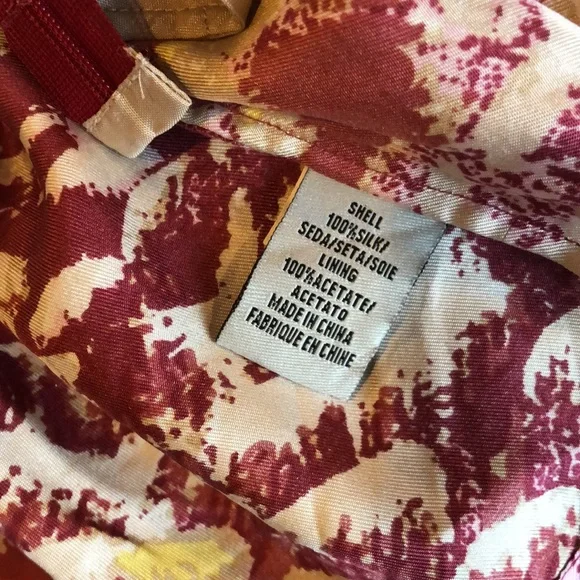 SHELL
100%SILK/
SEDA/SETA/SOIE
LINING
100%ACETATE/
ACETATO
MADE IN CHINA
FABRIQUE EN CHINE